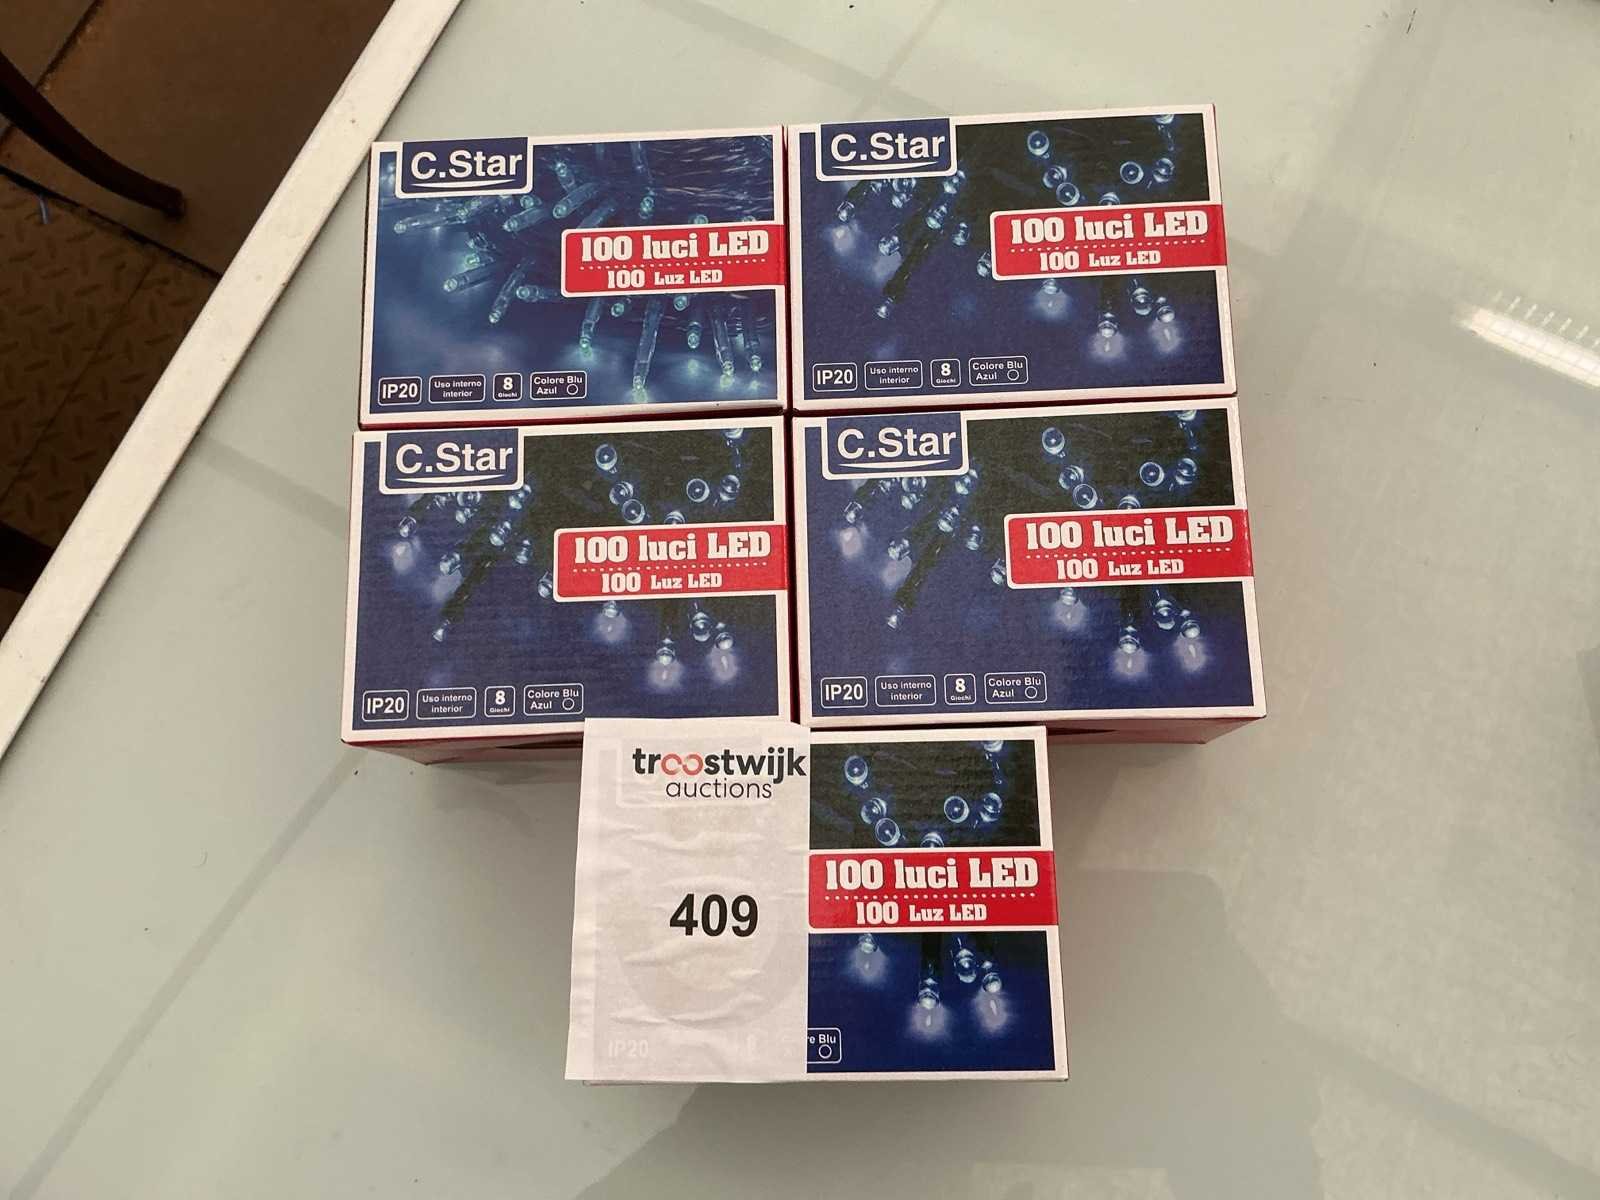 C.Star
100 luci LED
100 Luz LED
IP20
Uso interno
interior
8
Giochi
Colore Blu
Azul
C.Star
100 luci LED
100 Luz LED
IP20
Uso interno
interior
8
Giochi
Colore Blu
Azul
C.Star
100 luci LED
100 Luz LED
IP20
Uso interno
interior
8
Giochi
Colore Blu
Azul
C.Star
100 luci LED
100 Luz LED
IP20
Uso interno
interior
8
Giochi
Colore Blu
Azul
troostwijk
auctions
409
100 luci LED
100 Luz LED
IP20
8
re Blu